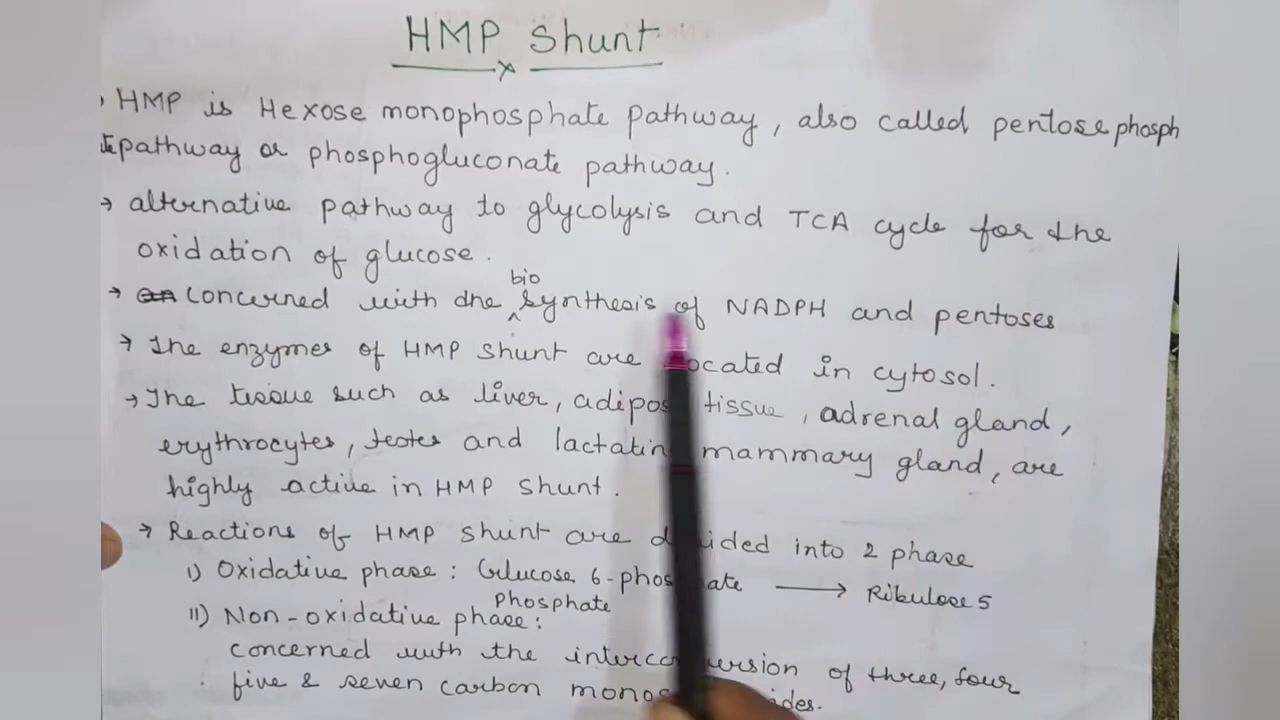 HMP Shunt
HMP is Hexose monophosphate pathway, also called pentose phosph
te pathway or phosphogluconate pathway.
→ alternative pathway to glycolysis and TCA cycle for the
oxidation of glucose.
bio
→ concerned with the ^ synthesis of NADPH and pentoses
→ The enzymes of HMP shunt are located in cytosol.
→ The tissue such as liver, adipos tissue, adrenal gland,
erythrocytes, testes and lactatin mammary gland, are
highly active in HMP shunt.
→ Reactions of HMP shunt are divided into 2 phase
i) Oxidative phase : Glucose 6-phosphate → Ribulose 5
phosphate
ii) Non-oxidative phase :
concerned with the interconversion of three, four
five & seven carbon monos ides.